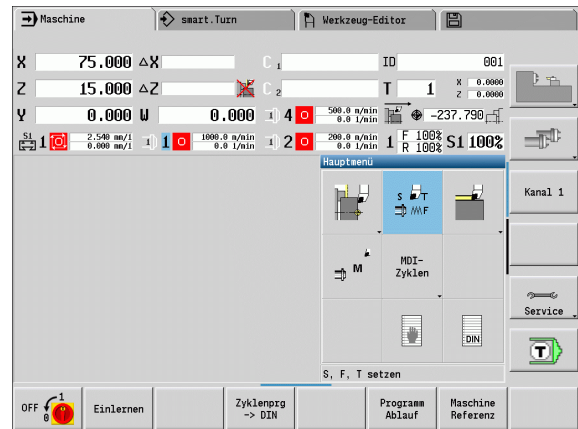 Maschine smart.Turn Werkzeug-Editor
X 75.000 △X C 1 ID 001
Z 15.000 △Z C 2 T 1 X 0.0000
Z 0.0000
Y 0.000 U 0.000 4 500.0 m/min
0.0 1/min -237.790
S1 1 2.540 mm/1
0.000 mm/1 1 1000.0 m/min
0.0 1/min 2 200.0 m/min
0.0 1/min 1 F 100%
R 100% S1 100%
Hauptmenü
S T
F
Kanal 1
M
MDI-
Zyklen
DIN
Service
T
S, F, T setzen
OFF 1
0
Einlernen
Zyklenprg
-> DIN
Programm
Ablauf
Maschine
Referenz